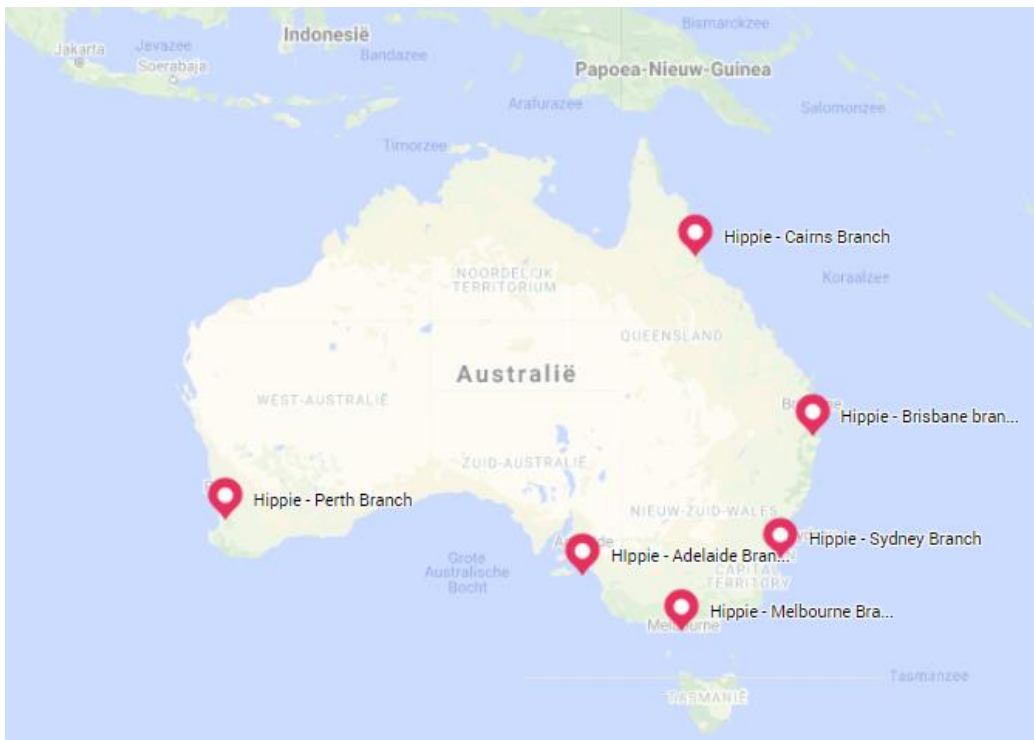 Bismarckzee
Indonesië
Jakarta
Javazee
Bandazee
Soerabaja
Papoea-Nieuw-Guinea
Arafurazee
Salomonzee
Timorzee
Hippie - Cairns Branch
NOORDELIJK
TERRITORIUM
Koraalzee
QUEENSLAND
Australië
WEST-AUSTRALIË
Hippie - Brisbane bran...
ZUID-AUSTRALIË
Hippie - Perth Branch
NIEUW-ZUID-WALES
Hippie - Sydney Branch
HIppie - Adelaide Bran...
Grote
Australische
Bocht
CAPITAL
TERRITORY
Hippie - Melbourne Bra...
Melbourne
Tasmanzee
TASMANIË